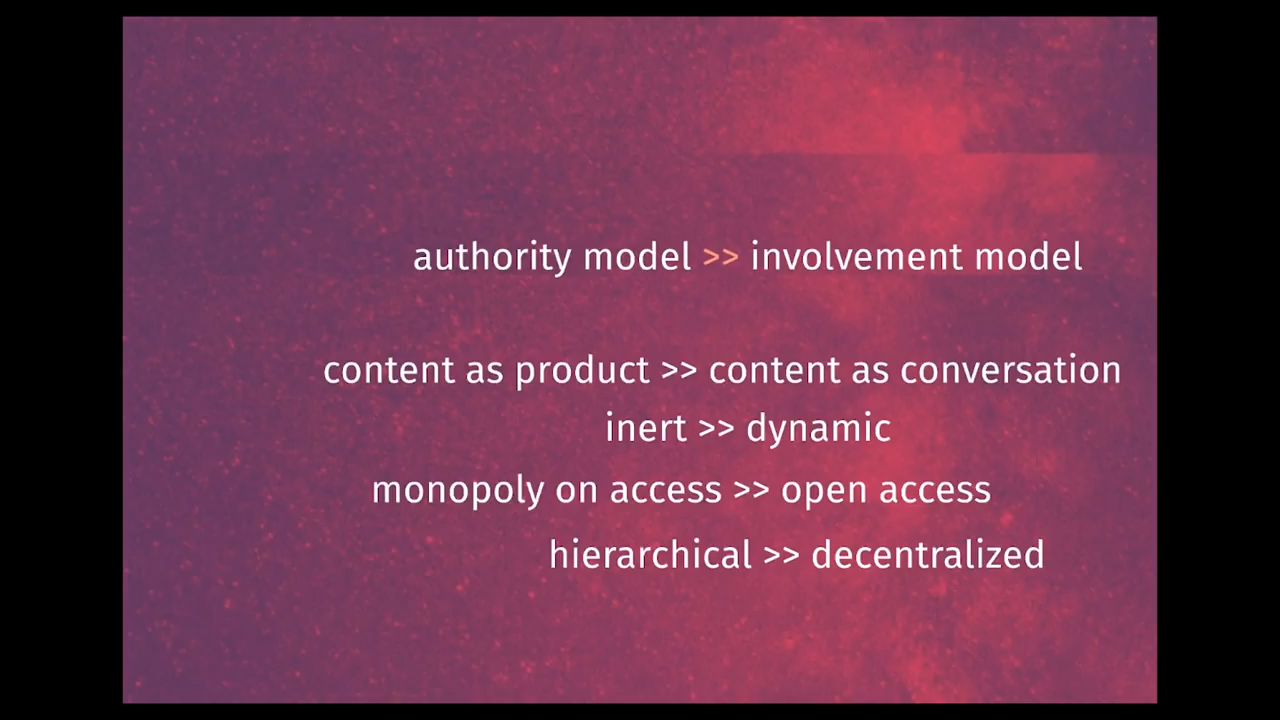 authority model >> involvement model
content as product >> content as conversation
inert >> dynamic
monopoly on access >> open access
hierarchical >> decentralized